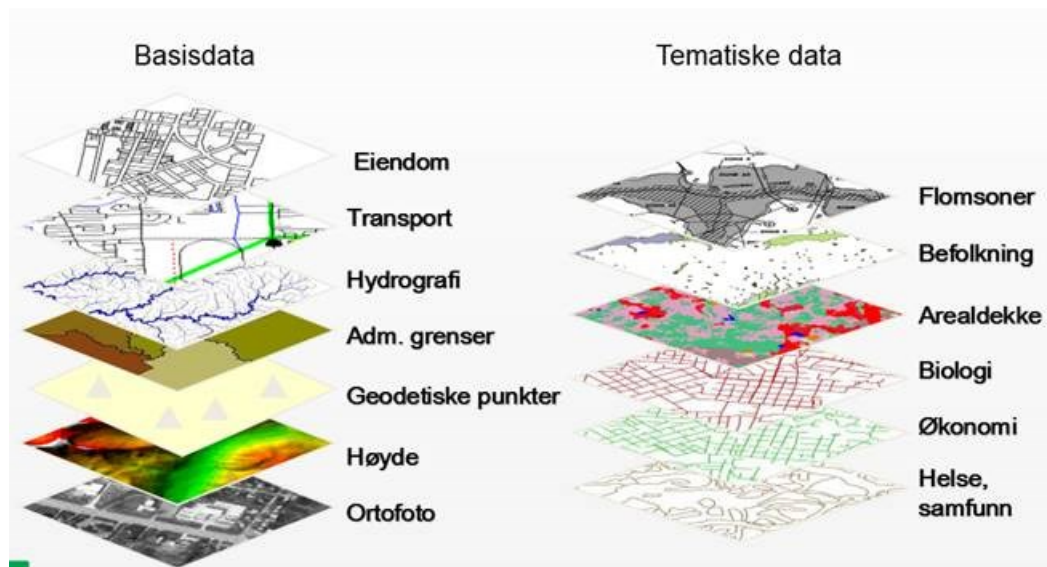 Basisdata
Eiendom
Transport
Hydrografi
Adm. grenser
Geodetiske punkter
Høyde
Ortofoto
Tematiske data
Flomsoner
Befolkning
Arealdekke
Biologi
Økonomi
Helse,
samfunn